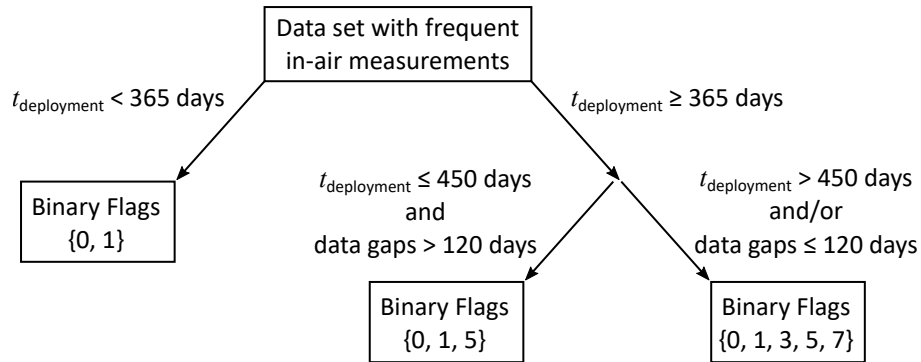 Data set with frequent
in-air measurements
t_deployment < 365 days
t_deployment ≥ 365 days
Binary Flags
{0, 1}
t_deployment ≤ 450 days
and
data gaps > 120 days
t_deployment > 450 days
and/or
data gaps ≤ 120 days
Binary Flags
{0, 1, 5}
Binary Flags
{0, 1, 3, 5, 7}